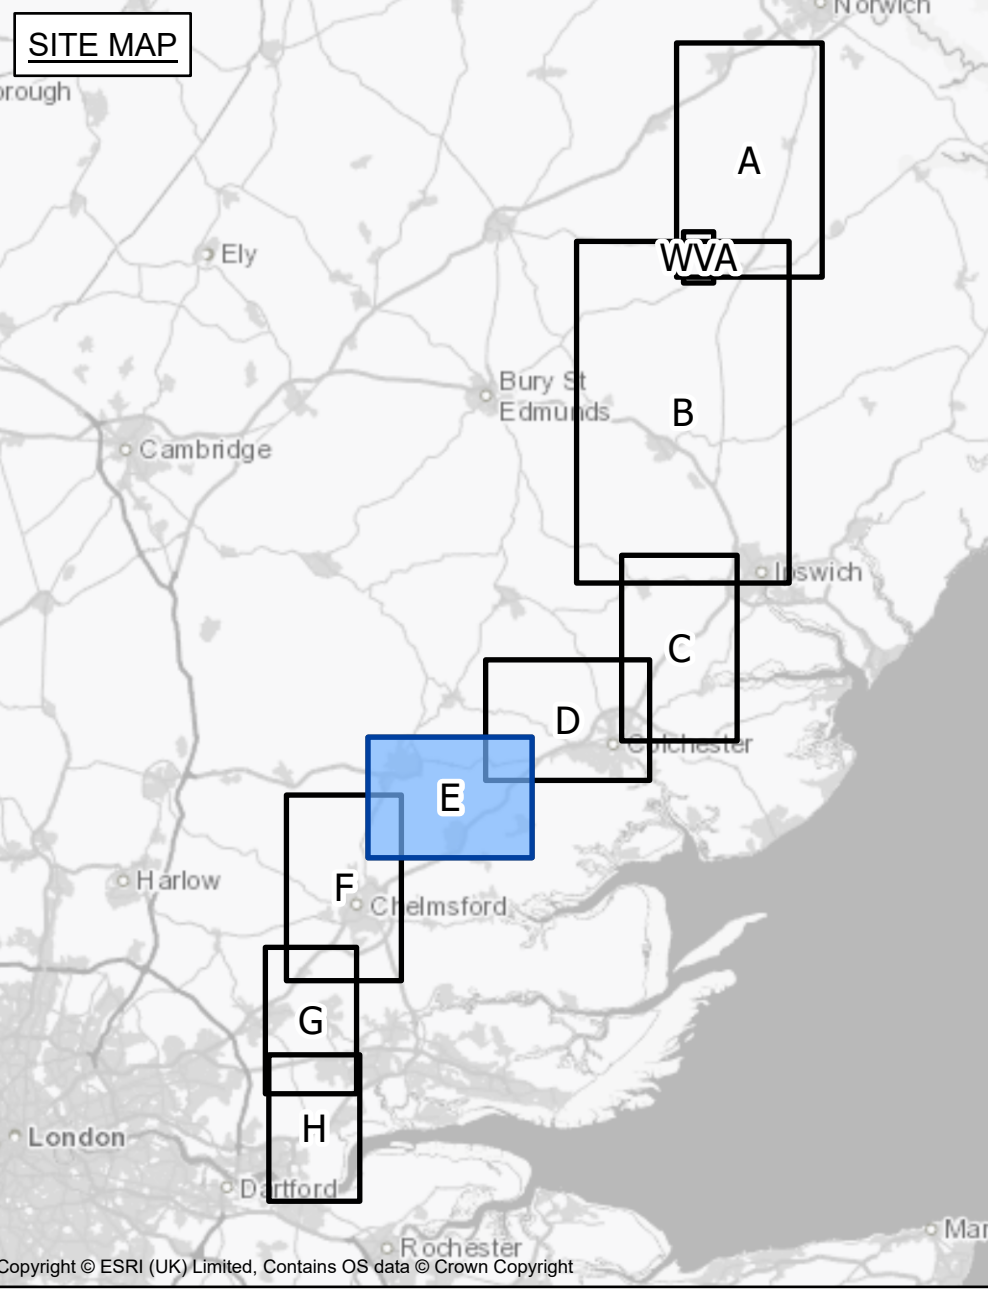 Norwich
SITE MAP
orough
A
Ely
WVA
Bury St
Edmunds
B
Cambridge
Ipswich
C
D
Colchester
E
Harlow
F
Chelmsford
G
H
London
Dartford
Mar
Rochester
Copyright © ESRI (UK) Limited, Contains OS data © Crown Copyright